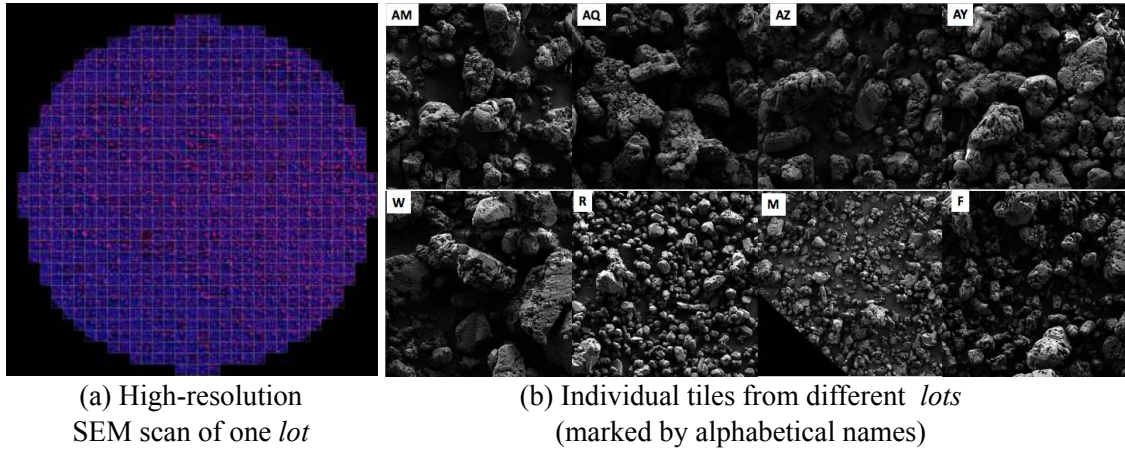 AM
AQ
AZ
AY
W
R
M
F
(a) High-resolution
SEM scan of one lot
(b) Individual tiles from different lots
(marked by alphabetical names)